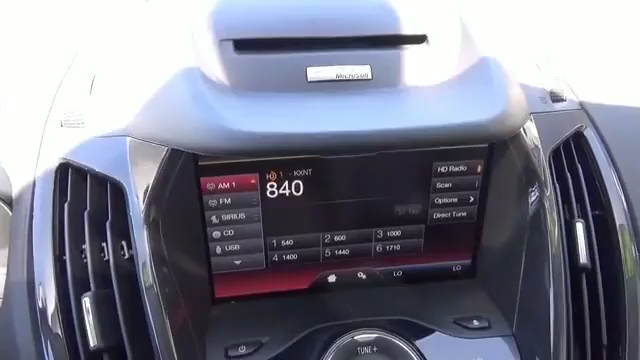 Microsoft
HD 1 - KXNT
840
AM 1
FM
SIRIUS
CD
USB
HD Radio
Scan
Options
Direct Tune
1 540
2 600
3 1000
4 1400
5 1440
6 1710
LO
LO
TUNE+